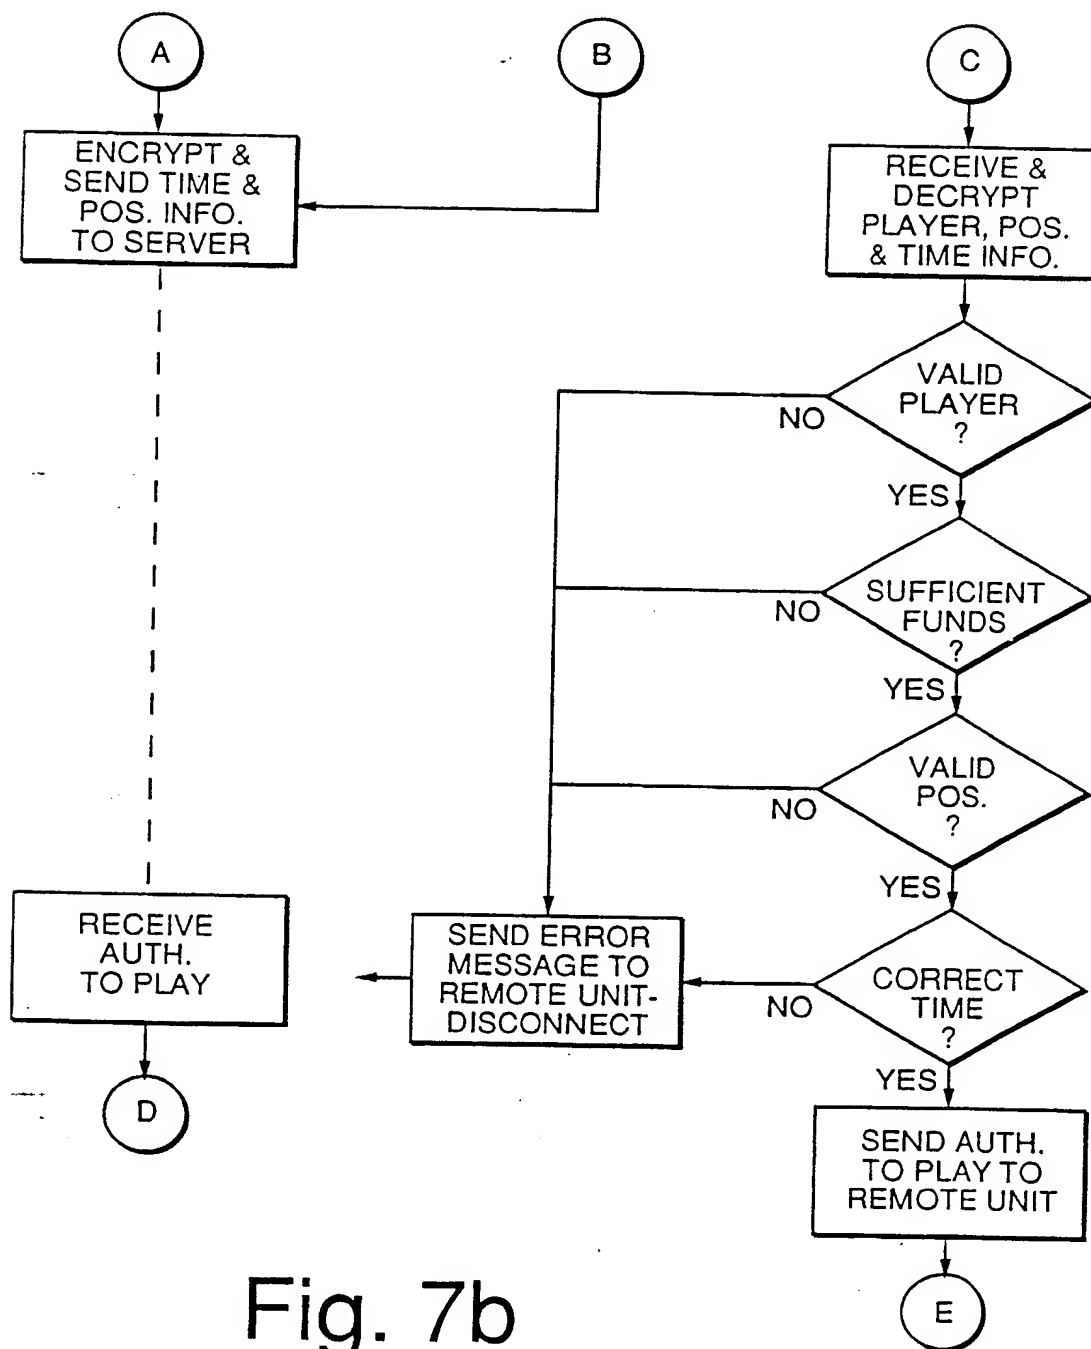 A
B
C
ENCRYPT &
SEND TIME &
POS. INFO.
TO SERVER
RECEIVE &
DECRYPT
PLAYER, POS.
& TIME INFO.
VALID
PLAYER
?
NO
YES
SUFFICIENT
FUNDS
?
NO
YES
VALID
POS.
?
NO
YES
RECEIVE
AUTH.
TO PLAY
SEND ERROR
MESSAGE TO
REMOTE UNIT-
DISCONNECT
CORRECT
TIME
?
NO
YES
D
SEND AUTH.
TO PLAY TO
REMOTE UNIT
E
Fig. 7b